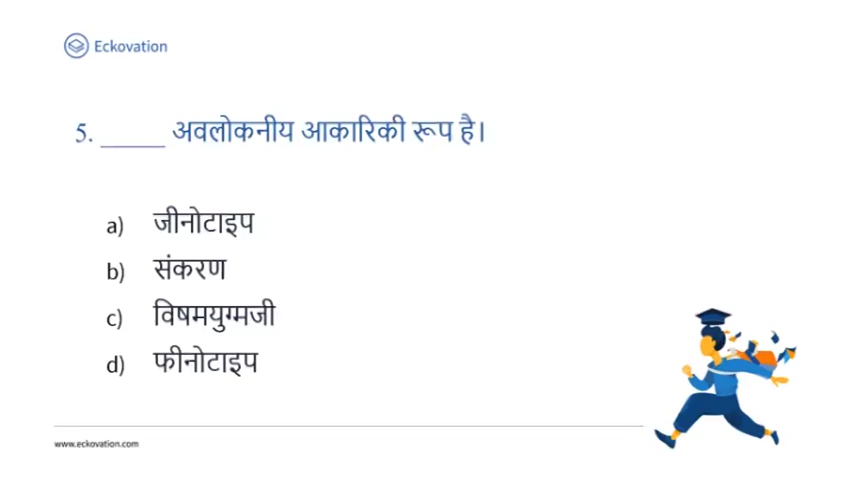 Eckovation
5. _____ अवलोकनीय आकारिकी रूप है।
a) जीनोटाइप
b) संकरण
c) विषमयुग्मजी
d) फीनोटाइप
www.eckovation.com